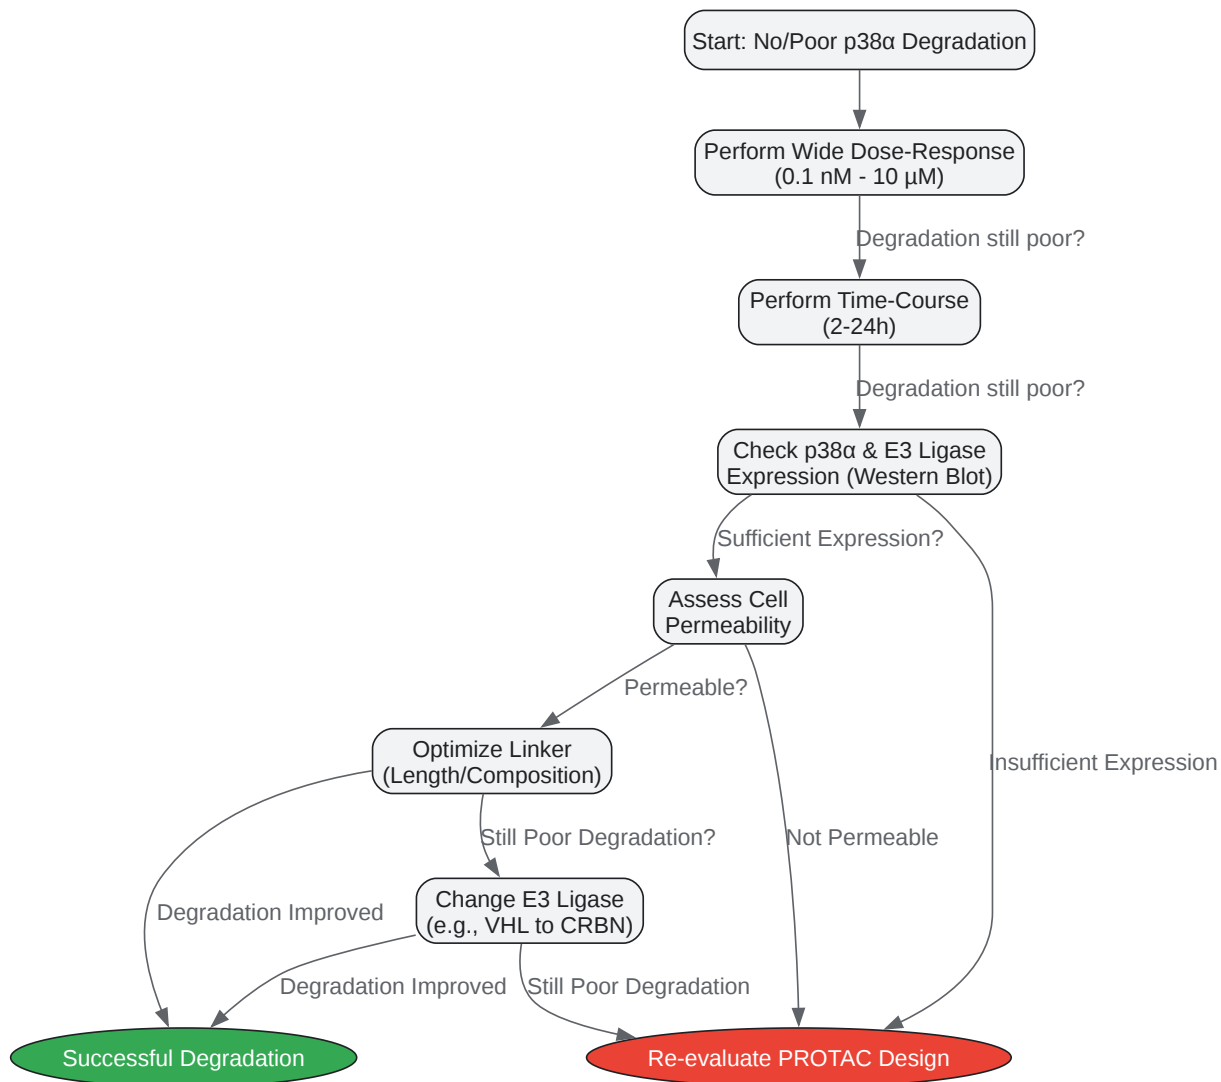 Start: No/Poor p38α Degradation
Perform Wide Dose-Response
(0.1 nM - 10 µM)
Degradation still poor?
Perform Time-Course
(2-24h)
Degradation still poor?
Check p38α & E3 Ligase
Expression (Western Blot)
Sufficient Expression?
Assess Cell
Permeability
Permeable?
Optimize Linker
(Length/Composition)
Insufficient Expression
Still Poor Degradation?
Not Permeable
Change E3 Ligase
(e.g., VHL to CRBN)
Degradation Improved
Degradation Improved
Still Poor Degradation
Successful Degradation
Re-evaluate PROTAC Design